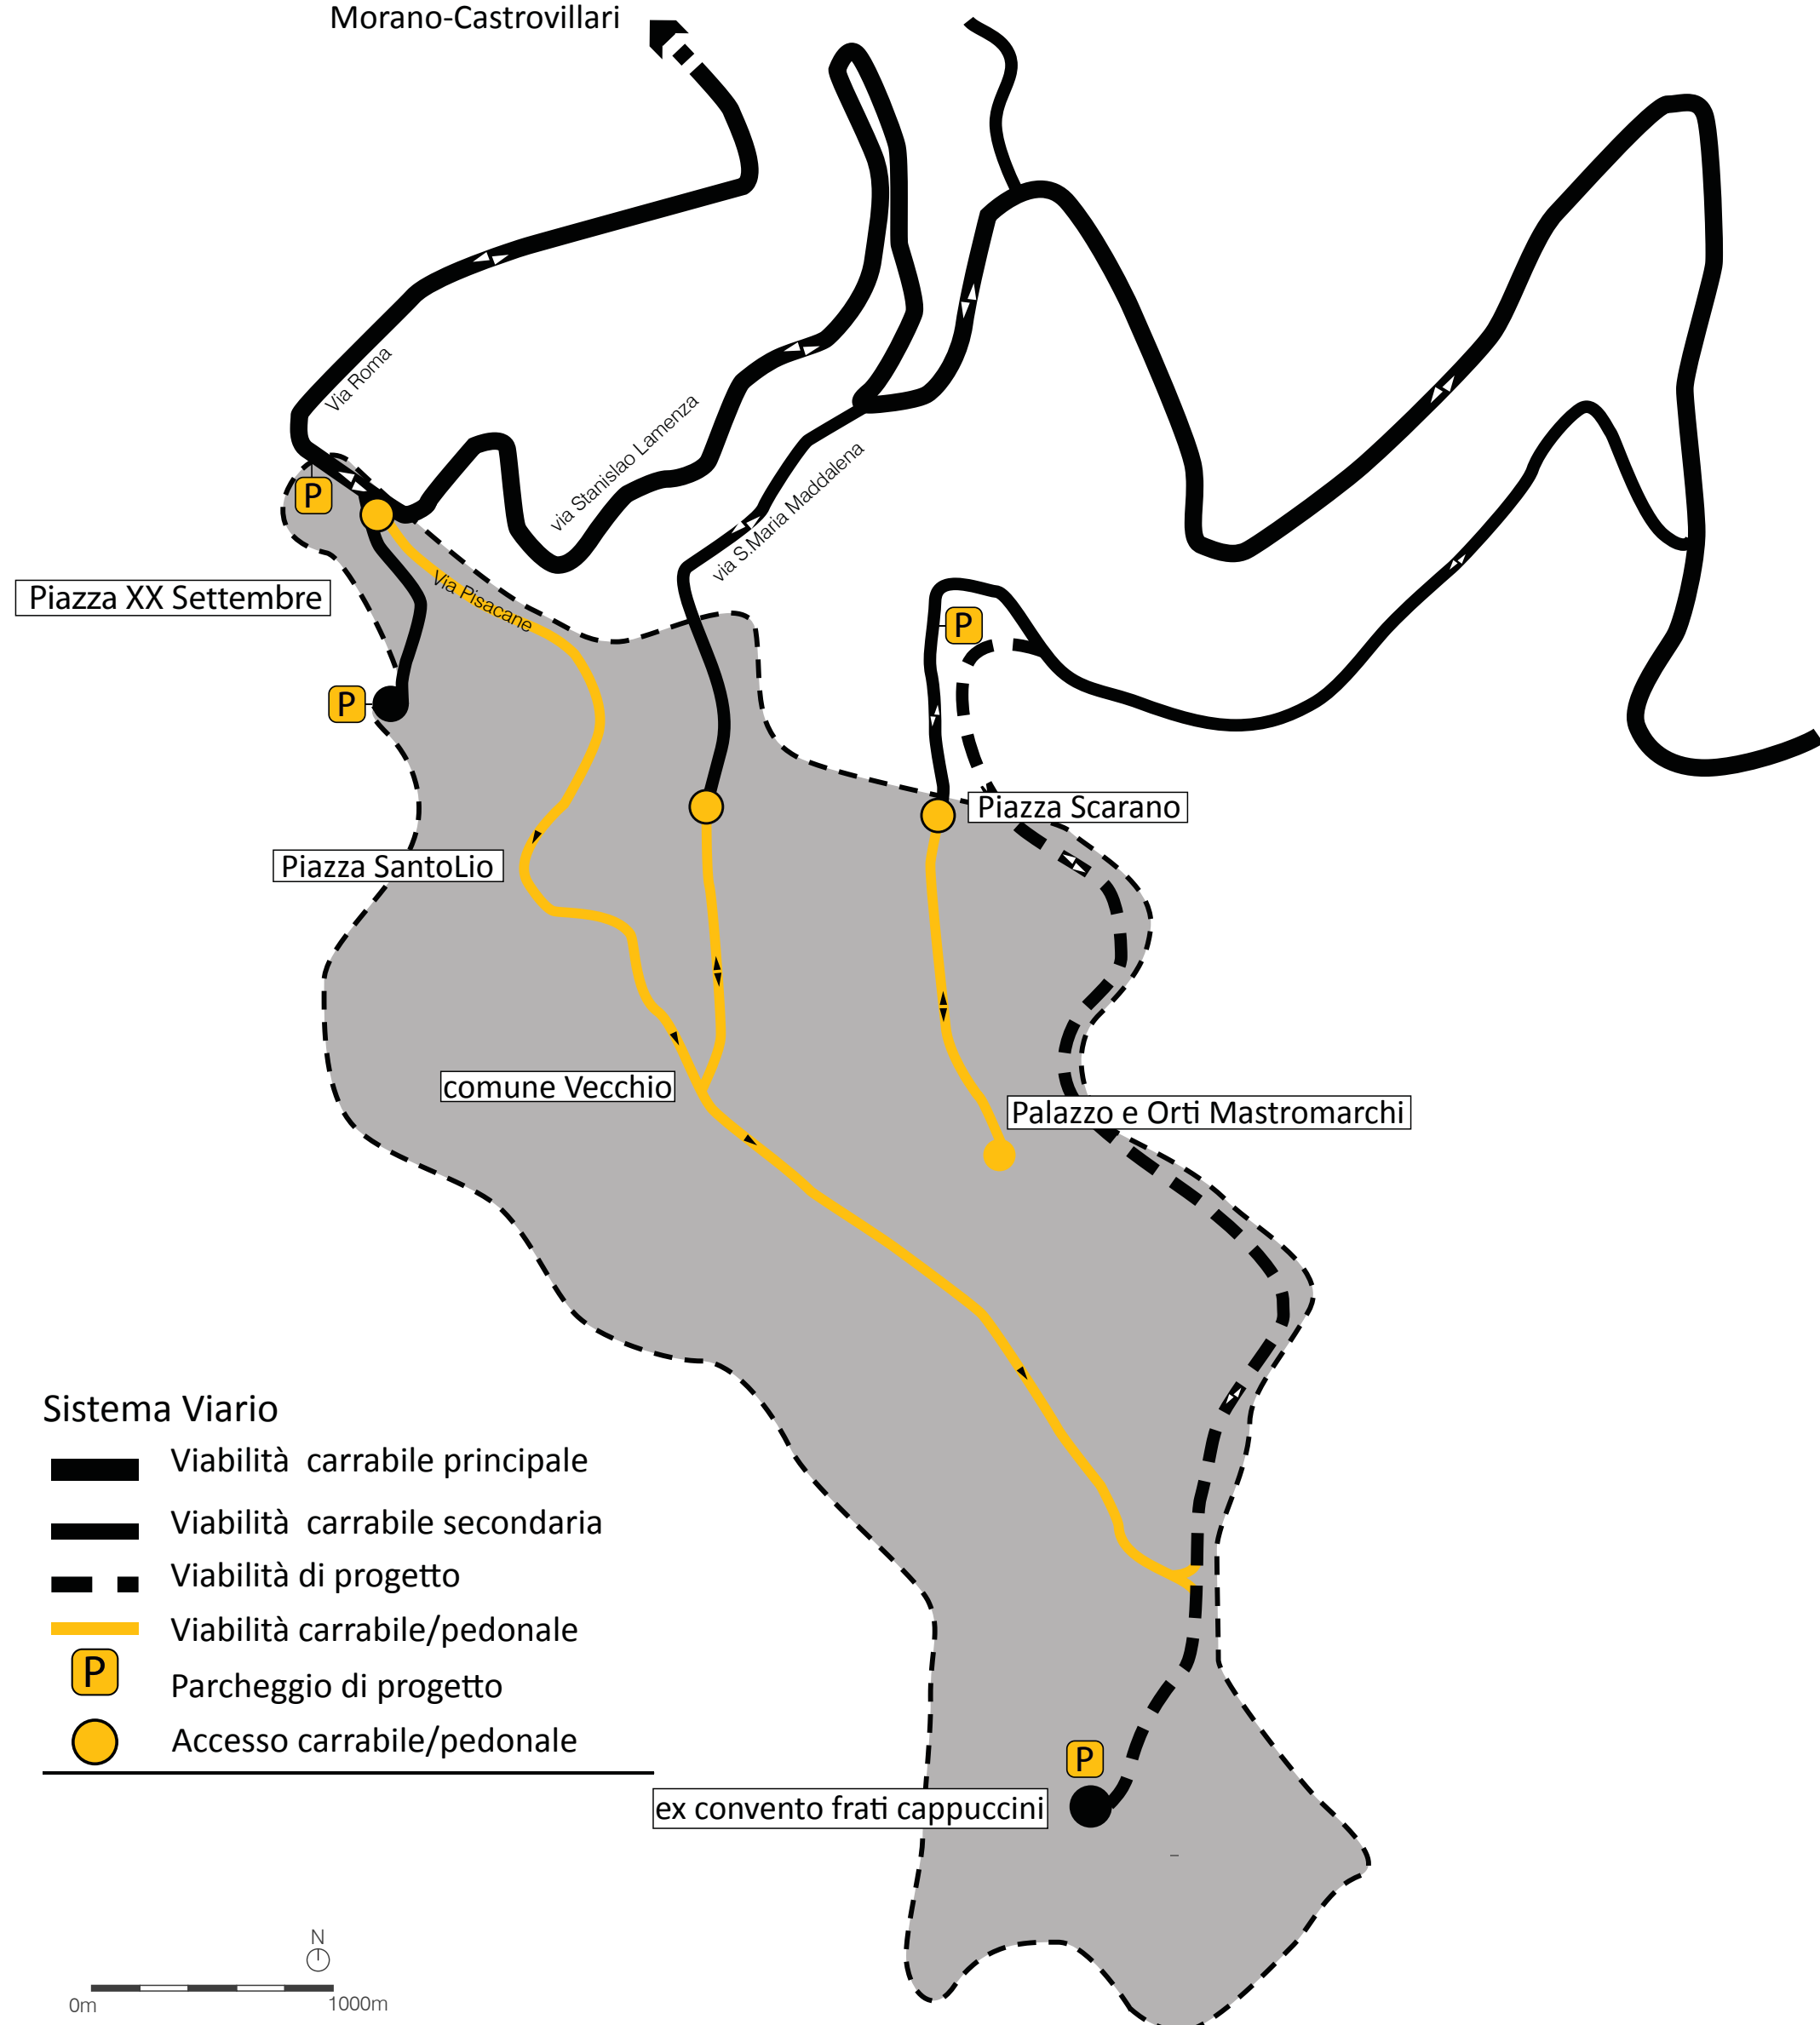 Morano-Castrovillari
Via Roma
via Stanislao Lamenza
via S.Maria Maddalena
P
Via Pisacane
Piazza XX Settembre
P
P
Piazza Scarano
Piazza SantoLio
comune Vecchio
Palazzo e Orti Mastromarchi
Sistema Viario
Viabilità carrabile principale
Viabilità carrabile secondaria
Viabilità di progetto
Viabilità carrabile/pedonale
P
Parcheggio di progetto
Accesso carrabile/pedonale
P
ex convento frati cappuccini
N
0m
1000m